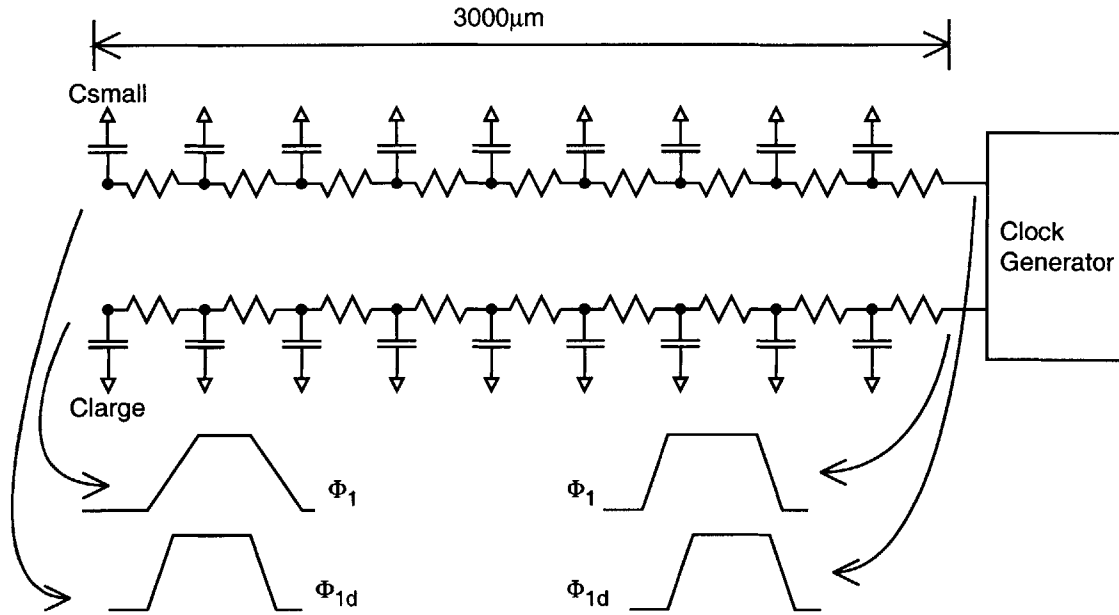 3000μm
Csmall
Clock
Generator
Clarge
Φ1
Φ1
Φ1d
Φ1d